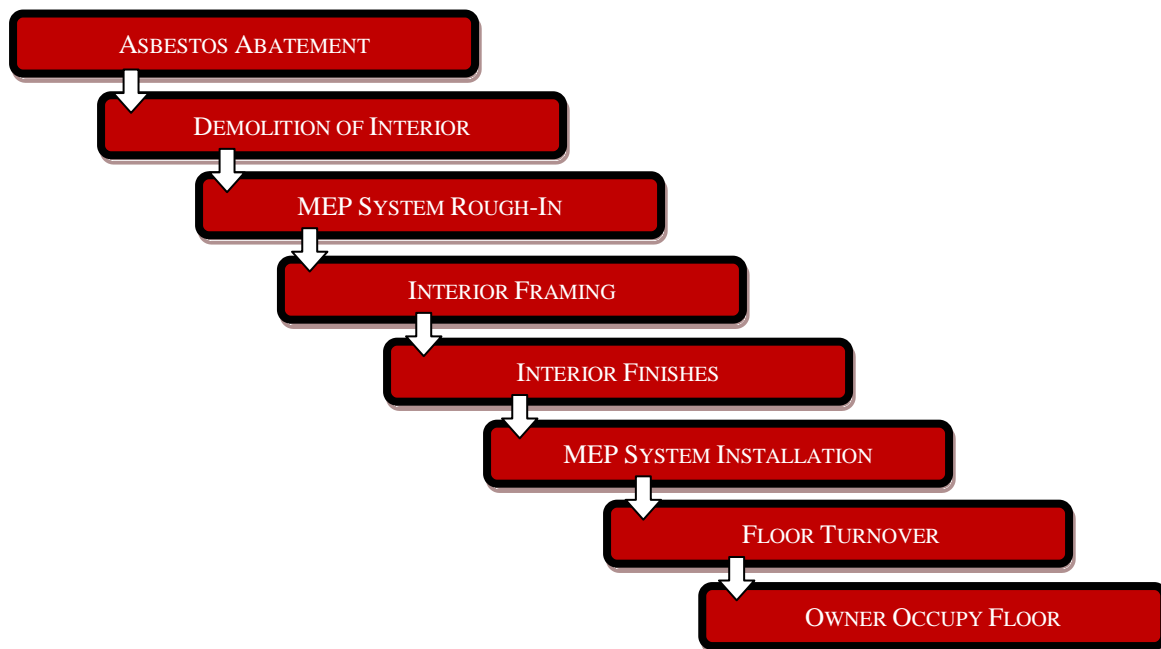 ASBESTOS ABATEMENT
DEMOLITION OF INTERIOR
MEP SYSTEM ROUGH-IN
INTERIOR FRAMING
INTERIOR FINISHES
MEP SYSTEM INSTALLATION
FLOOR TURNOVER
OWNER OCCUPY FLOOR